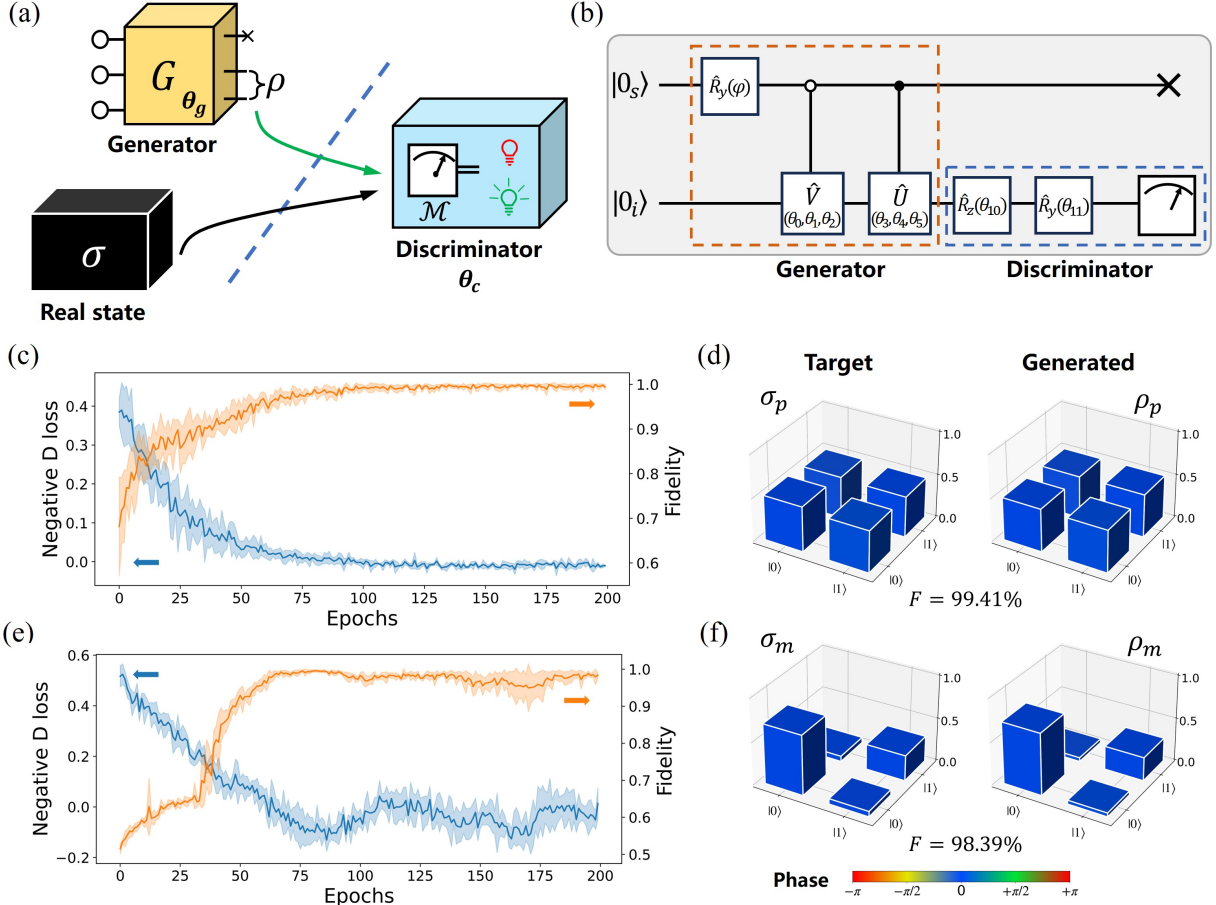 (a)
G θg
ρ
Generator
σ
Real state
ℳ
Discriminator
θc
(b)
|0s⟩
R̂y(φ)
|0i⟩
V̂
(θ0,θ1,θ2)
Û
(θ3,θ4,θ5)
R̂z(θ10)
R̂y(θ11)
Generator
Discriminator
(c)
Negative D loss
0.4
0.3
0.2
0.1
0.0
1.0
0.9
0.8
0.7
0.6
Fidelity
0 25 50 75 100 125 150 175 200
Epochs
(d)
Target
Generated
σp
1.0
0.5
0.0
|0⟩
|1⟩
|0⟩
|1⟩
ρp
1.0
0.5
0.0
|0⟩
|1⟩
|0⟩
|1⟩
F = 99.41%
(e)
Negative D loss
0.6
0.4
0.2
0.0
−0.2
1.0
0.9
0.8
0.7
0.6
0.5
Fidelity
0 25 50 75 100 125 150 175 200
Epochs
(f)
σm
1.0
0.5
0.0
|0⟩
|1⟩
|0⟩
|1⟩
ρm
1.0
0.5
0.0
|0⟩
|1⟩
|0⟩
|1⟩
F = 98.39%
Phase
−π −π/2 0 +π/2 +π